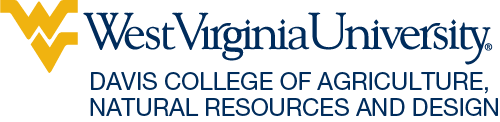 WestVirginiaUniversity®
DAVIS COLLEGE OF AGRICULTURE,
NATURAL RESOURCES AND DESIGN